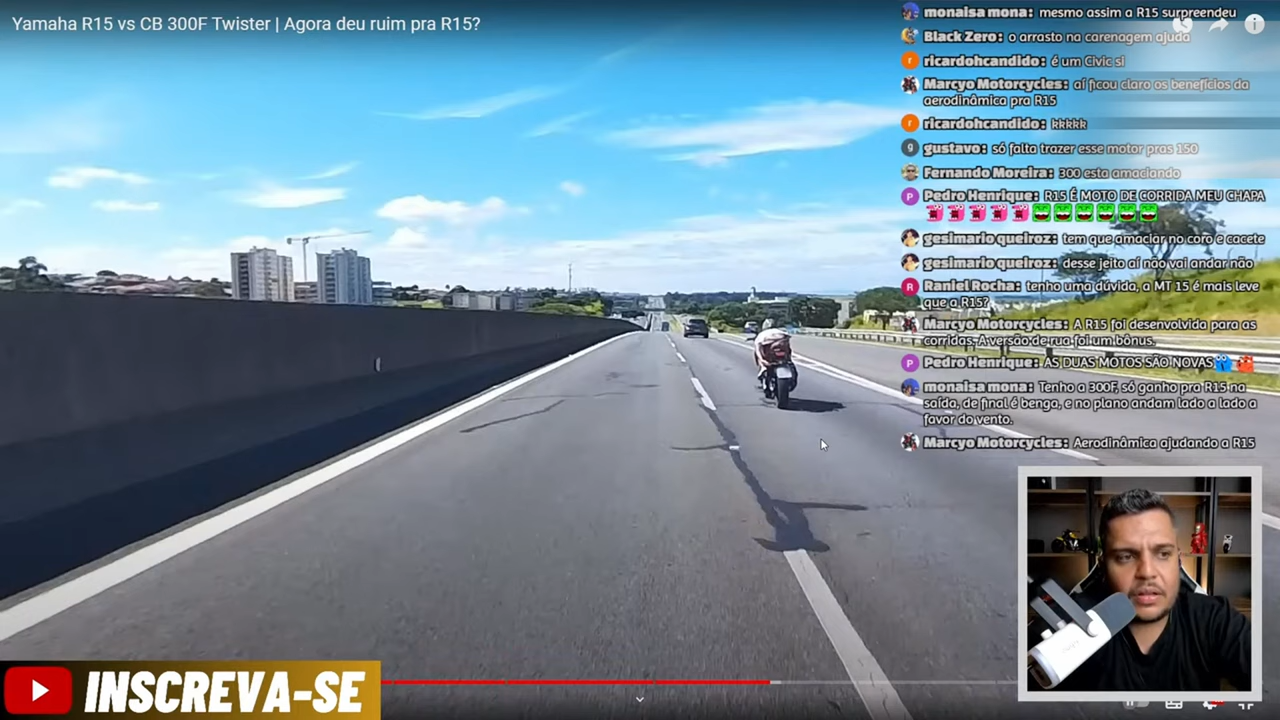 Yamaha R15 vs CB 300F Twister | Agora deu ruim pra R15?
monaisa mona: mesmo assim a R15 surpreendeu
Black Zero: o arrasto na carenagem ajuda
ricardohcandido: é um Civic si
Marcyo Motorcycles: aí ficou claro os benefícios da
aerodinâmica pra R15
ricardohcandido: kkkkk
gustavo: só falta trazer esse motor pras 150
Fernando Moreira: 300 esta amaciando
Pedro Henrique: R15 É MOTO DE CORRIDA MEU CHAPA
gesimario queiroz: tem que amaciar no coro e cacete
gesimario queiroz: desse jeito aí não vai andar não
Raniel Rocha: tenho uma dúvida, a MT 15 é mais leve
que a R15?
Marcyo Motorcycles: A R15 foi desenvolvida para as
corridas. A versão de rua foi um bônus.
Pedro Henrique: AS DUAS MOTOS SÃO NOVAS
monaisa mona: Tenho a 300F, só ganho pra R15 na
saída, de final é benga, e no plano andam lado a lado a
favor do vento.
Marcyo Motorcycles: Aerodinâmica ajudando a R15
INSCREVA-SE